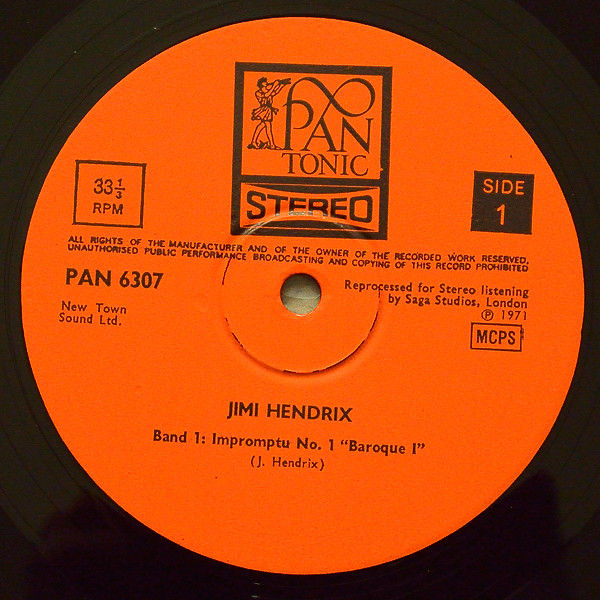 PAN
TONIC
STEREO
33⅓
RPM
SIDE
1
ALL RIGHTS OF THE MANUFACTURER AND OF THE OWNER OF THE RECORDED WORK RESERVED.
UNAUTHORISED PUBLIC PERFORMANCE BROADCASTING AND COPYING OF THIS RECORD PROHIBITED
PAN 6307
New Town
Sound Ltd.
Reprocessed for Stereo listening
by Saga Studios, London
℗ 1971
MCPS
JIMI HENDRIX
Band 1: Impromptu No. 1 “Baroque I”
(J. Hendrix)